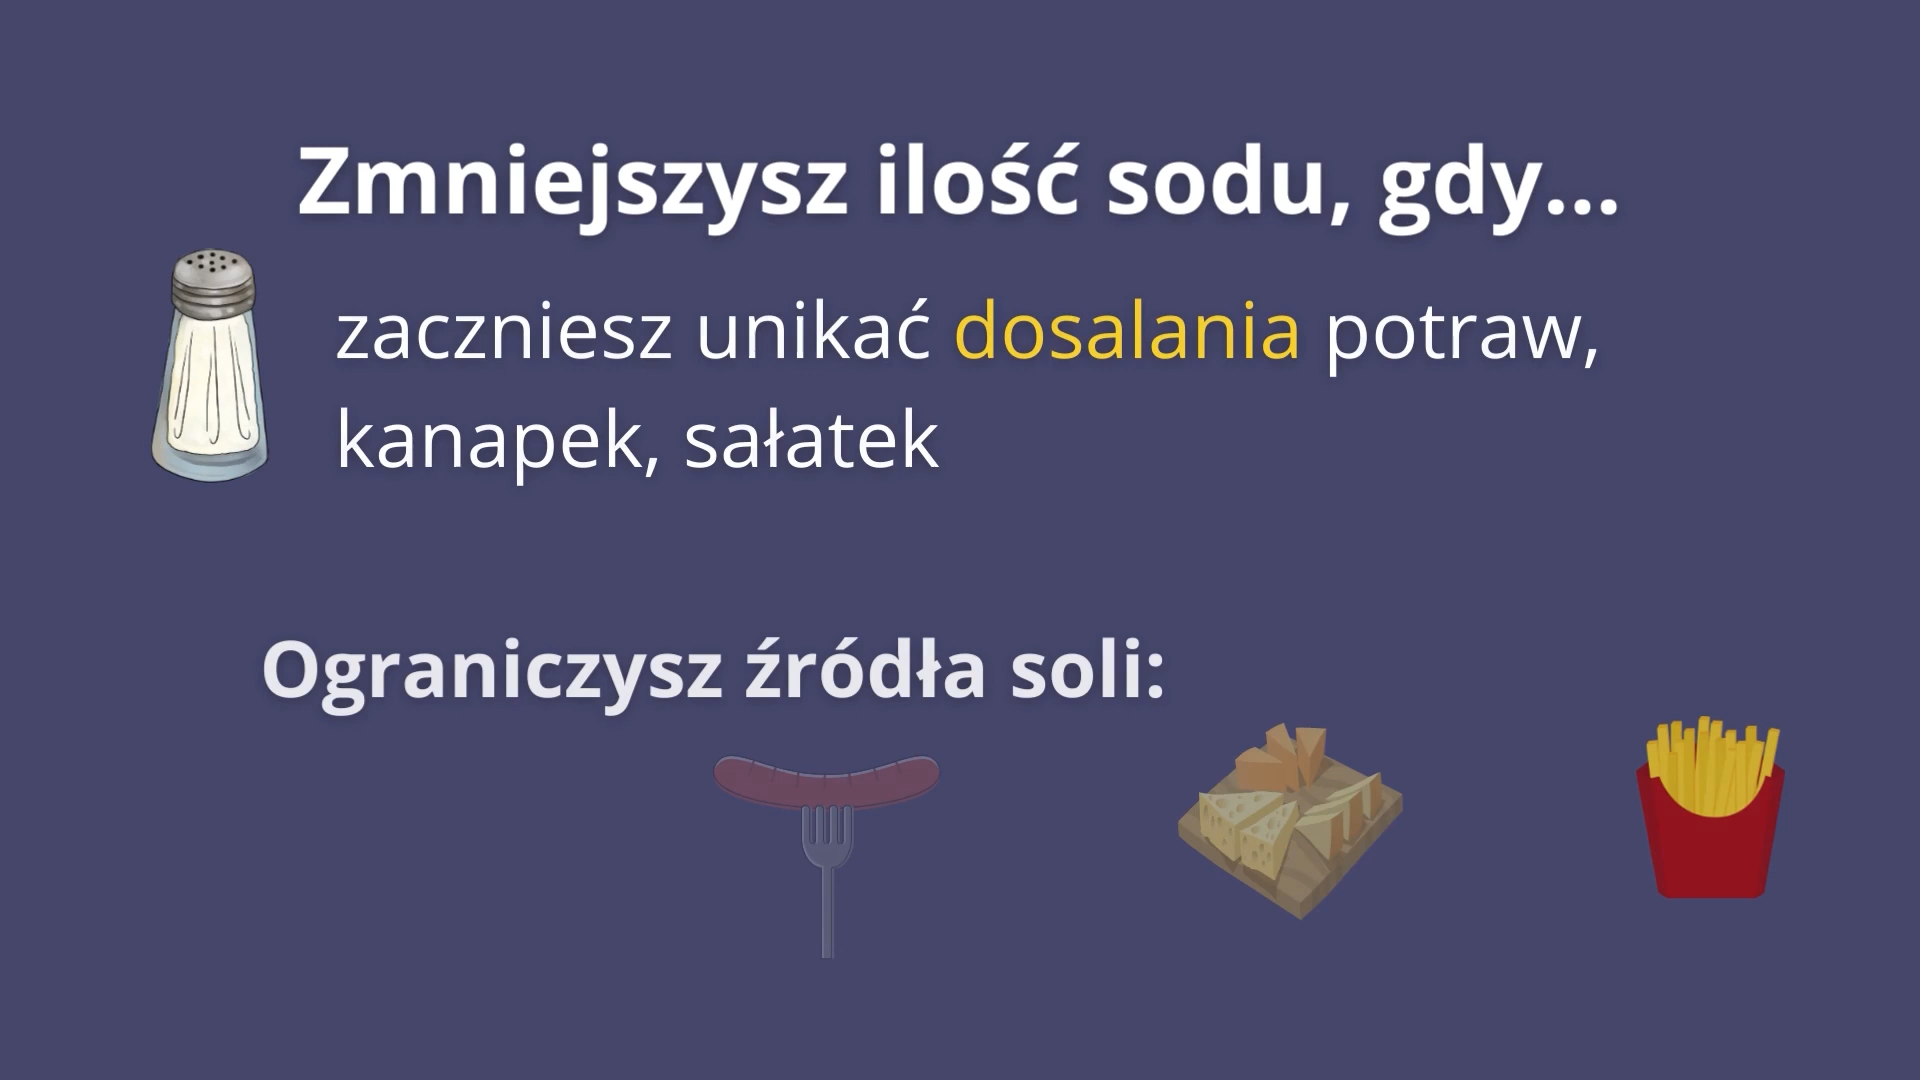 Zmniejszysz ilość sodu, gdy...
zaczniesz unikać dosalania potraw,
kanapek, sałatek
Ograniczysz źródła soli: